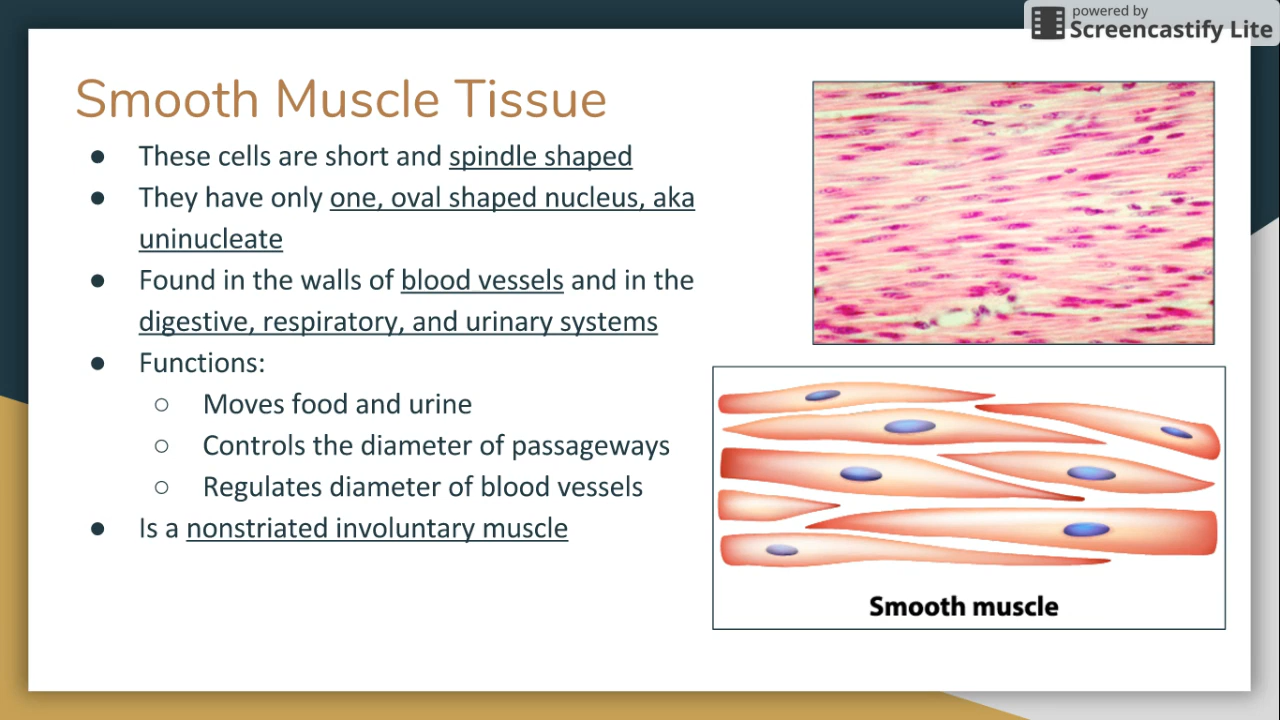 powered by
Screencastify Lite
Smooth Muscle Tissue
● These cells are short and spindle shaped
● They have only one, oval shaped nucleus, aka
uninucleate
● Found in the walls of blood vessels and in the
digestive, respiratory, and urinary systems
● Functions:
○ Moves food and urine
○ Controls the diameter of passageways
○ Regulates diameter of blood vessels
● Is a nonstriated involuntary muscle
Smooth muscle